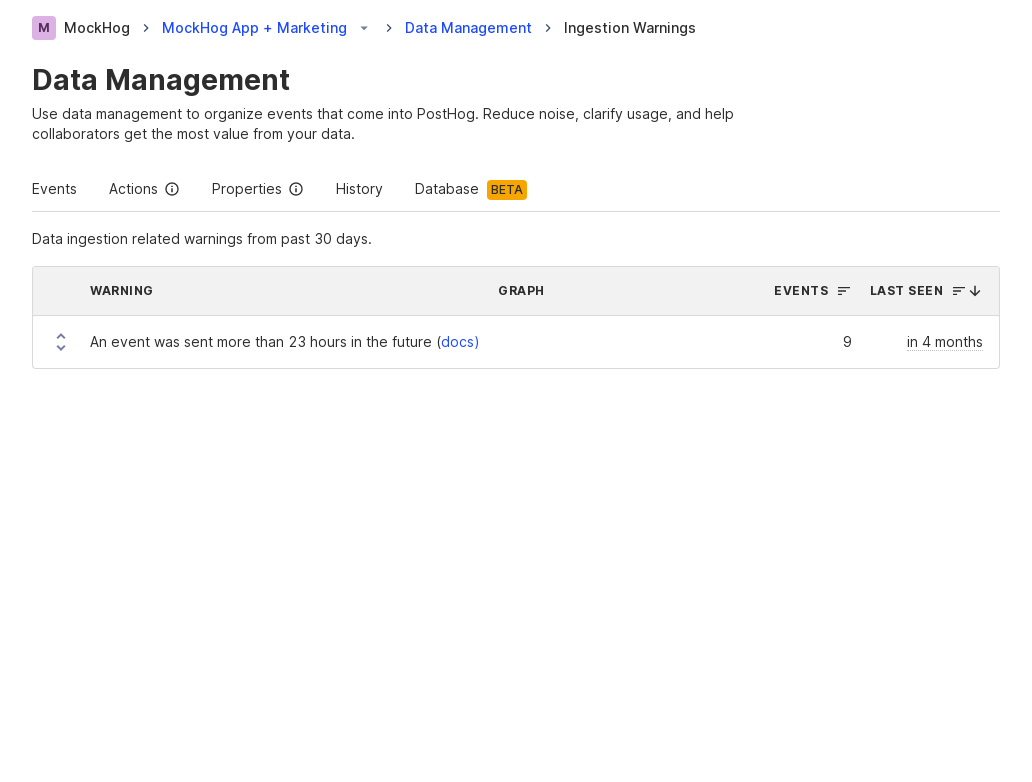 M MockHog MockHog App + Marketing Data Management Ingestion Warnings
Data Management
Use data management to organize events that come into PostHog. Reduce noise, clarify usage, and help
collaborators get the most value from your data.
Events Actions Properties History Database BETA
Data ingestion related warnings from past 30 days.
WARNING GRAPH EVENTS LAST SEEN
An event was sent more than 23 hours in the future (docs) 9 in 4 months